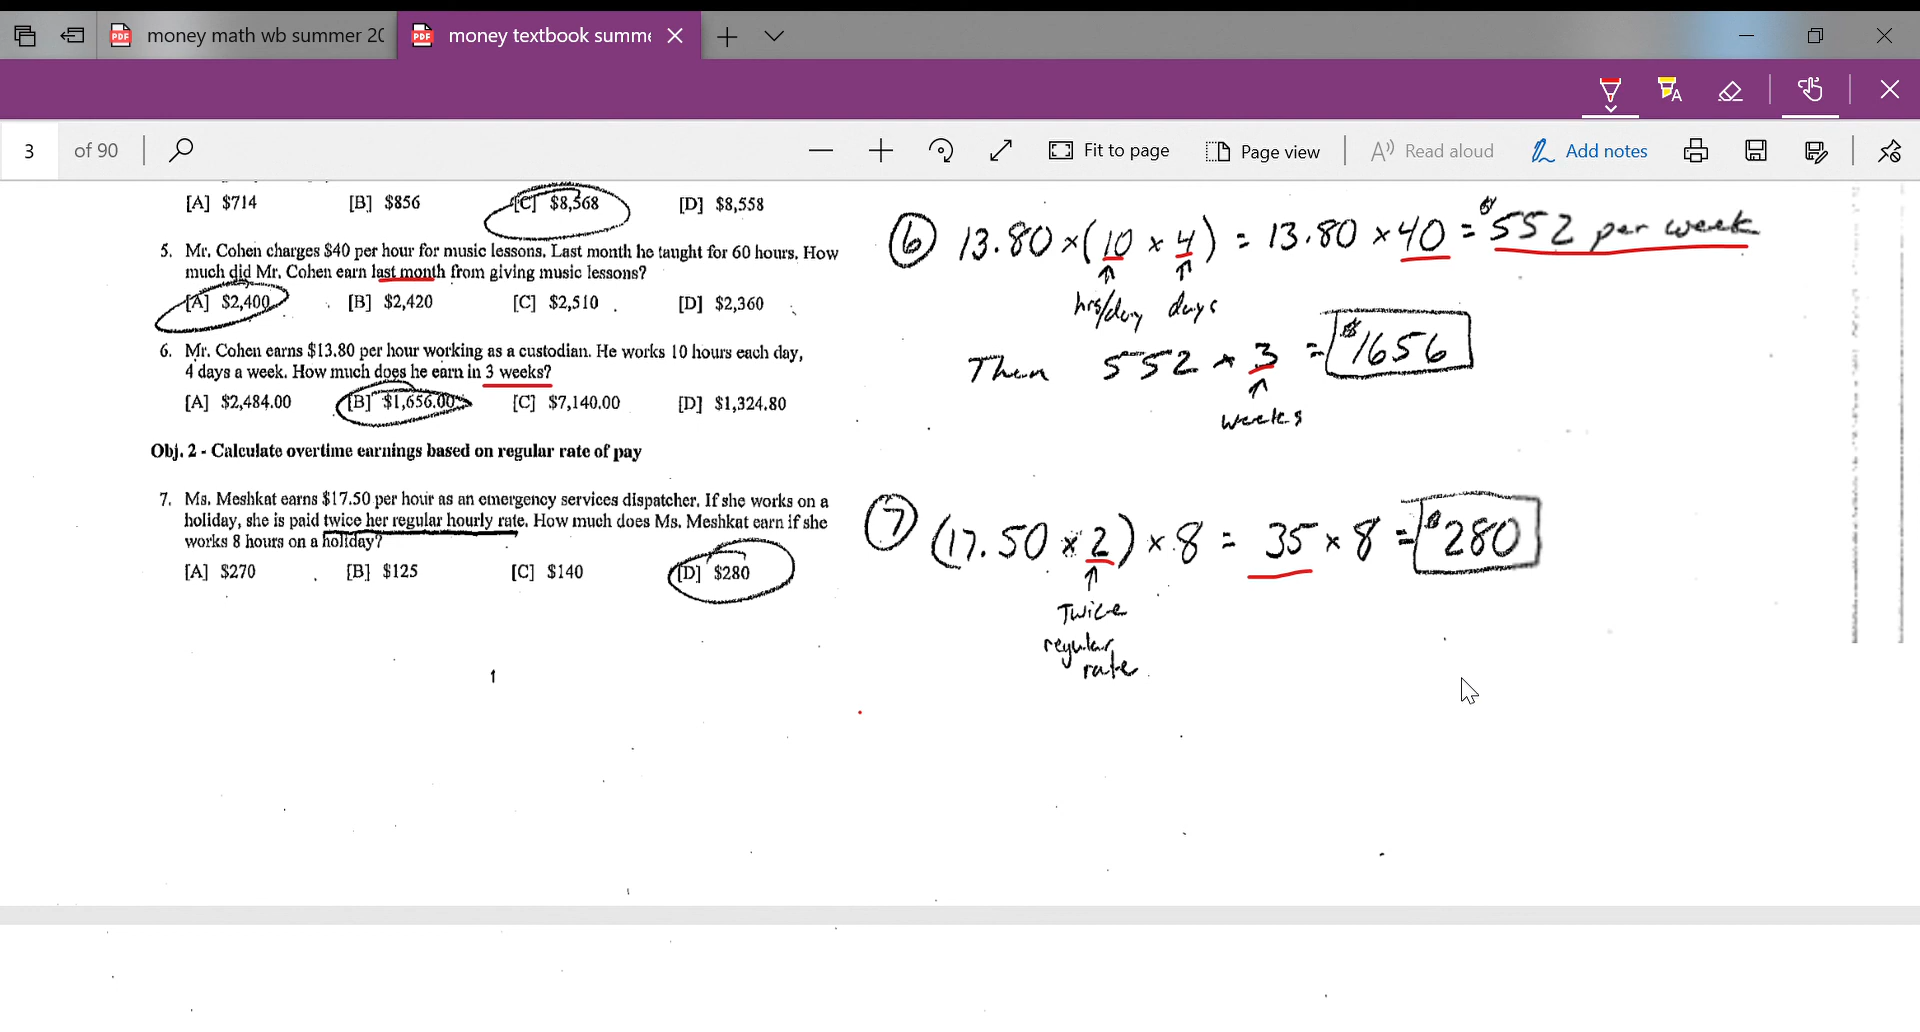 money math wb summer 20
money textbook summe
3 of 90
Fit to page
Page view
Read aloud
Add notes
[A] $714 [B] $856 [C] $8,568 [D] $8,558
5. Mr. Cohen charges $40 per hour for music lessons. Last month he taught for 60 hours. How
much did Mr. Cohen earn last month from giving music lessons?
[A] $2,400 [B] $2,420 [C] $2,510 [D] $2,360
6. Mr. Cohen earns $13.80 per hour working as a custodian. He works 10 hours each day,
4 days a week. How much does he earn in 3 weeks?
[A] $2,484.00 [B] $1,656.00 [C] $7,140.00 [D] $1,324.80
Obj. 2 - Calculate overtime earnings based on regular rate of pay
7. Ms. Meshkat earns $17.50 per hour as an emergency services dispatcher. If she works on a
holiday, she is paid twice her regular hourly rate. How much does Ms. Meshkat earn if she
works 8 hours on a holiday?
[A] $270 [B] $125 [C] $140 [D] $280
1
6 13.80 × (10 × 4) = 13.80 × 40 = $552 per week
hrs/day days
Then 552 × 3 = $1656
weeks
7 (17.50 × 2) × 8 = 35 × 8 = $280
Twice
regular
rate